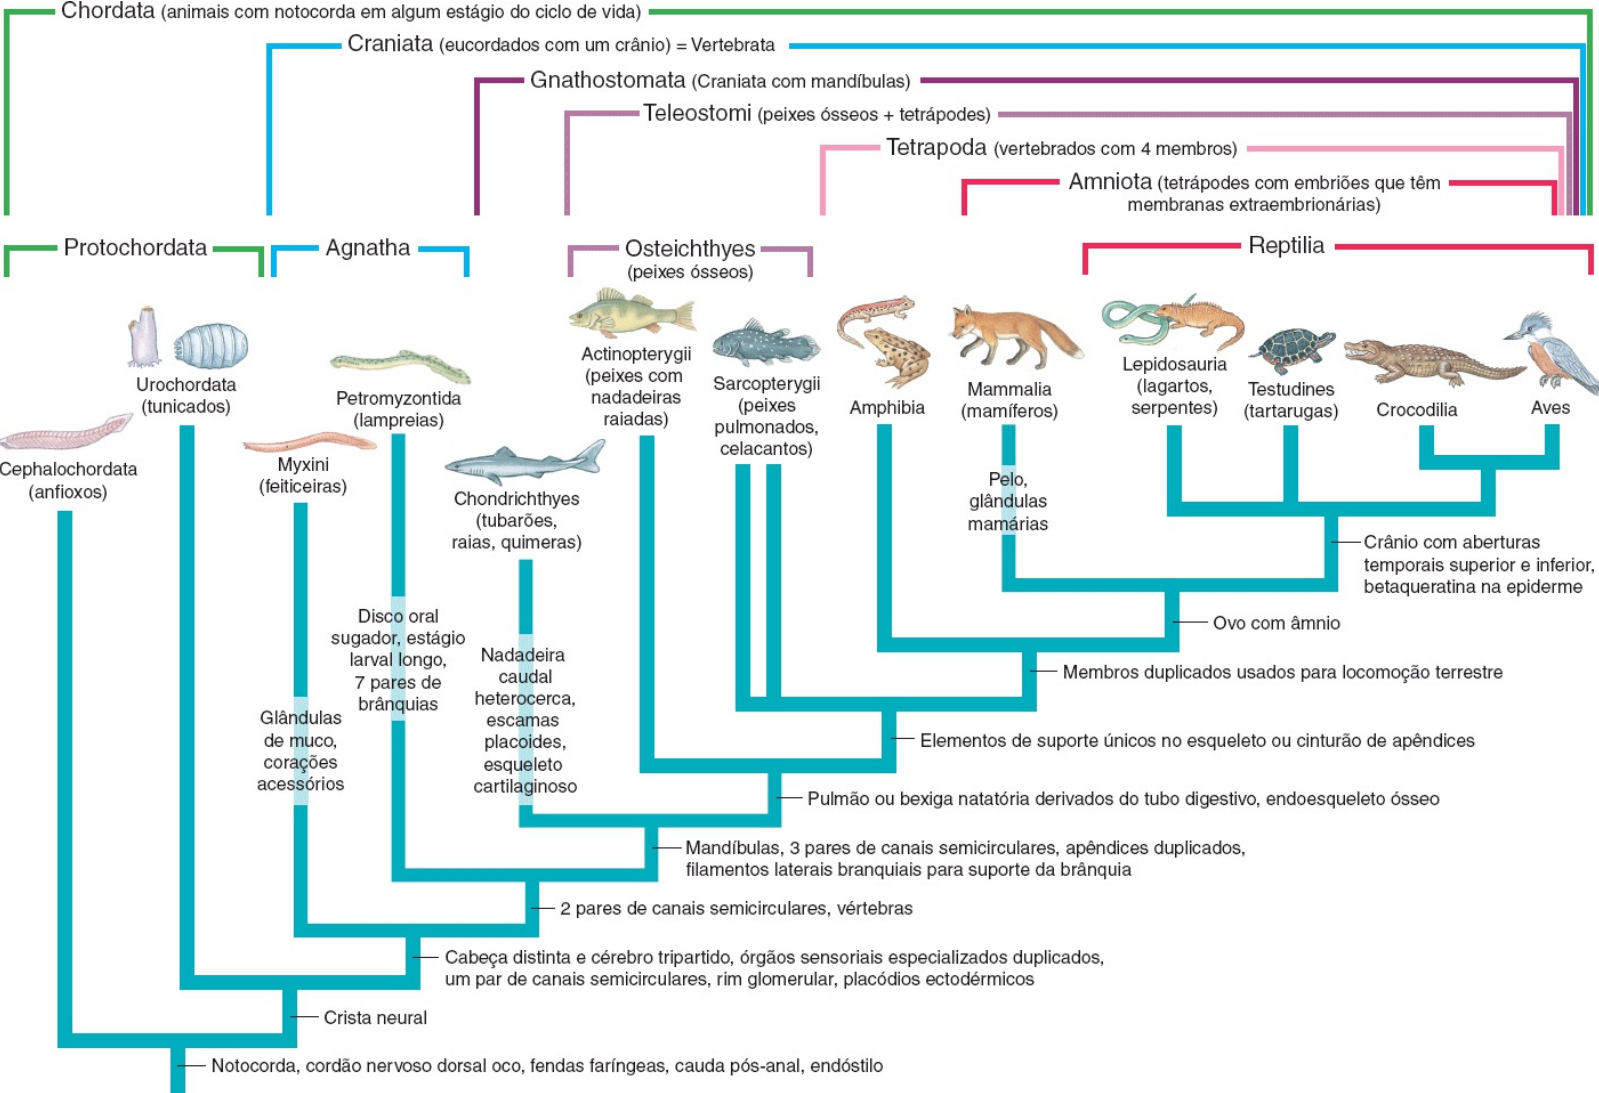 Chordata (animais com notocorda em algum estágio do ciclo de vida)
Craniata (eucordados com um crânio) = Vertebrata
Gnathostomata (Craniata com mandíbulas)
Teleostomi (peixes ósseos + tetrápodes)
Tetrapoda (vertebrados com 4 membros)
Amniota (tetrápodes com embriões que têm
membranas extraembrionárias)
Protochordata
Agnatha
Osteichthyes
(peixes ósseos)
Reptilia
Cephalochordata
(anfioxos)
Urochordata
(tunicados)
Myxini
(feiticeiras)
Petromyzontida
(lampreias)
Chondrichthyes
(tubarões,
raias, quimeras)
Actinopterygii
(peixes com
nadadeiras
raiadas)
Sarcopterygii
(peixes
pulmonados,
celacantos)
Amphibia
Mammalia
(mamíferos)
Lepidosauria
(lagartos,
serpentes)
Testudines
(tartarugas)
Crocodilia
Aves
Pelo,
glândulas
mamárias
Crânio com aberturas
temporais superior e inferior,
betaqueratina na epiderme
Ovo com âmnio
Disco oral
sugador, estágio
larval longo,
7 pares de
brânquias
Nadadeira
caudal
heterocerca,
escamas
placoides,
esqueleto
cartilaginoso
Glândulas
de muco,
corações
acessórios
Membros duplicados usados para locomoção terrestre
Elementos de suporte únicos no esqueleto ou cinturão de apêndices
Pulmão ou bexiga natatória derivados do tubo digestivo, endoesqueleto ósseo
Mandíbulas, 3 pares de canais semicirculares, apêndices duplicados,
filamentos laterais branquiais para suporte da brânquia
2 pares de canais semicirculares, vértebras
Cabeça distinta e cérebro tripartido, órgãos sensoriais especializados duplicados,
um par de canais semicirculares, rim glomerular, placódios ectodérmicos
Crista neural
Notocorda, cordão nervoso dorsal oco, fendas faríngeas, cauda pós-anal, endóstilo